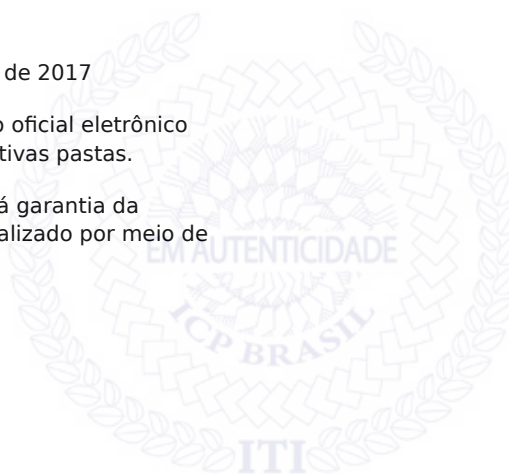 de 2017
o oficial eletrônico
tivas pastas.
á garantia da
alizado por meio de
EM AUTENTICIDADE
ICP BRASIL
ITI